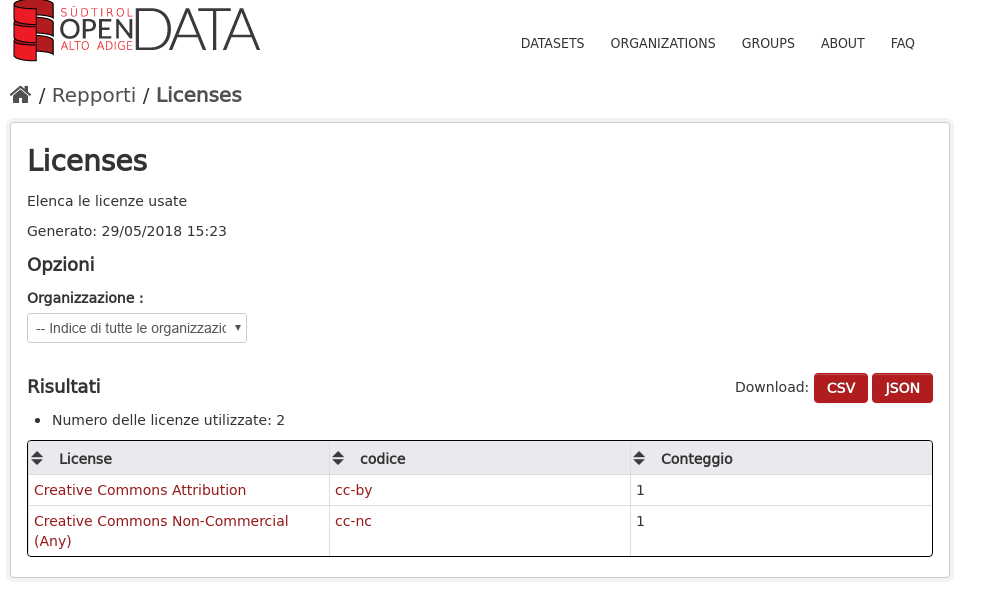 SÜDTIROL
OPEN
ALTO ADIGE
DATA
DATASETS ORGANIZATIONS GROUPS ABOUT FAQ
/ Repporti / Licenses
Licenses
Elenca le licenze usate
Generato: 29/05/2018 15:23
Opzioni
Organizzazione :
-- Indice di tutte le organizzazic
Risultati Download: CSV JSON
Numero delle licenze utilizzate: 2
License codice Conteggio
Creative Commons Attribution cc-by 1
Creative Commons Non-Commercial cc-nc 1
(Any)